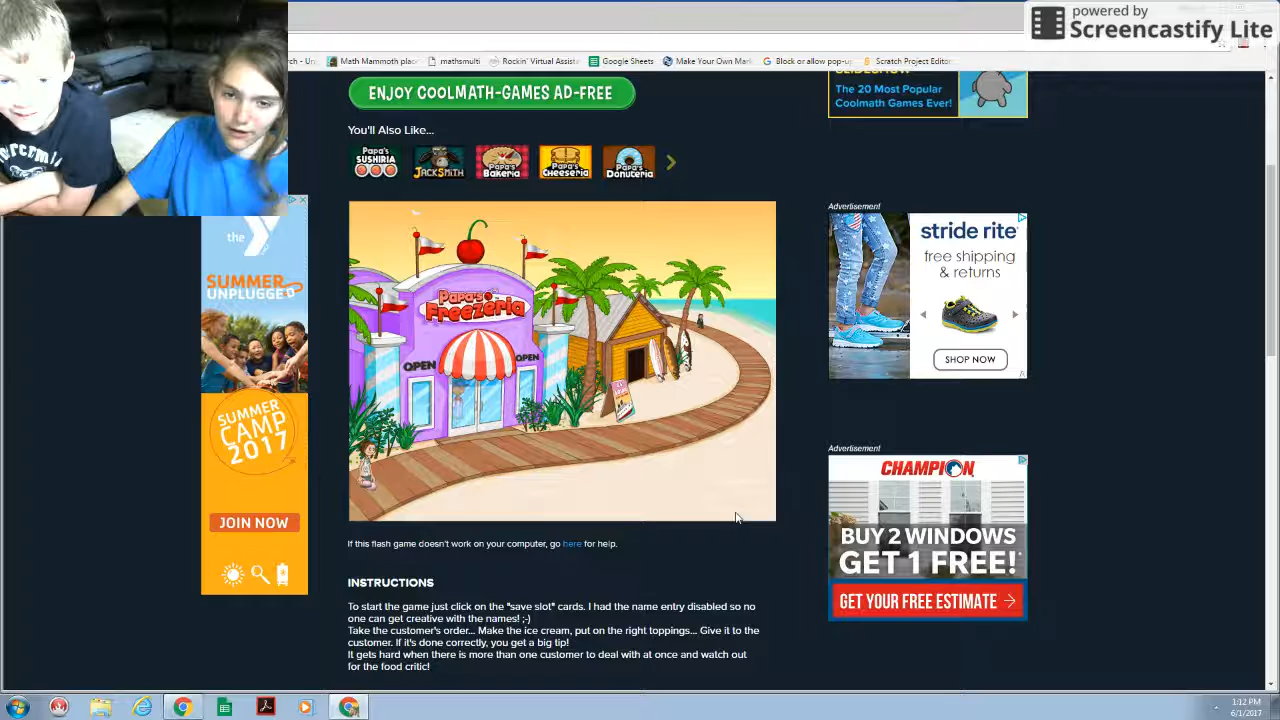 powered by
Screencastify Lite
Math Mammoth place
.mathsmulti
Rockin' Virtual Assista
Google Sheets
Make Your Own Mark
Block or allow pop-up
Scratch Project Editor
ENJOY COOLMATH-GAMES AD-FREE
SLIDESHOW
The 20 Most Popular
Coolmath Games Ever!
You'll Also Like...
Papa's
SUSHIRIA
JACKSMITH
Papa's
Bakeria
Papa's
Cheeseria
Papa's
Donuteria
the Y
SUMMER
UNPLUGGED
SUMMER
CAMP
2017
JOIN NOW
Papa's
Freezeria
OPEN
OPEN
Advertisement
stride rite
free shipping
& returns
SHOP NOW
Advertisement
CHAMPION
BUY 2 WINDOWS
GET 1 FREE!*
GET YOUR FREE ESTIMATE
If this flash game doesn't work on your computer, go here for help.
INSTRUCTIONS
To start the game just click on the "save slot" cards. I had the name entry disabled so no
one can get creative with the names! ;-)
Take the customer's order... Make the ice cream, put on the right toppings... Give it to the
customer. If it's done correctly, you get a big tip!
It gets hard when there is more than one customer to deal with at once and watch out
for the food critic!
1:12 PM
6/1/2017